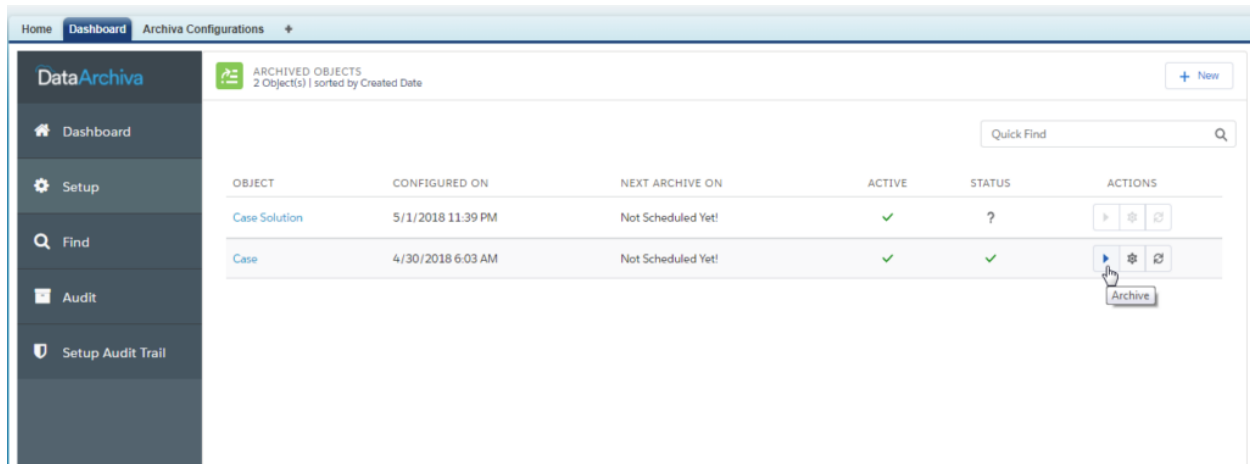 Home Dashboard Archiva Configurations +
DataArchiva
ARCHIVED OBJECTS
2 Object(s) | sorted by Created Date
+ New
Dashboard
Quick Find
Setup
OBJECT CONFIGURED ON NEXT ARCHIVE ON ACTIVE STATUS ACTIONS
Case Solution 5/1/2018 11:39 PM Not Scheduled Yet! ?
Find
Case 4/30/2018 6:03 AM Not Scheduled Yet!
Archive
Audit
Setup Audit Trail